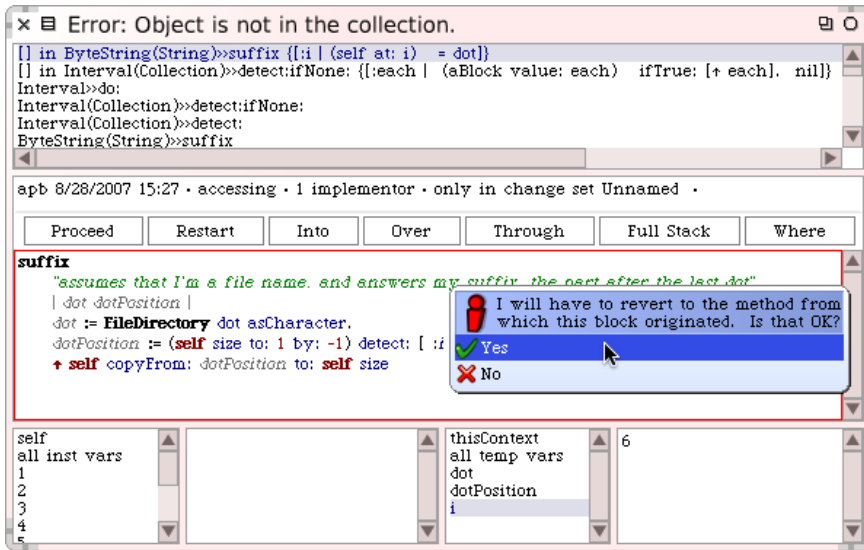 Error: Object is not in the collection.
[] in ByteString(String)>>suffix {[:i | (self at: i) = dot]}
[] in Interval(Collection)>>detect:ifNone: {[:each | (aBlock value: each) ifTrue: [↑ each]. nil]}
Interval>>do:
Interval(Collection)>>detect:ifNone:
Interval(Collection)>>detect:
ByteString(String)>>suffix
apb 8/28/2007 15:27 · accessing · 1 implementor · only in change set Unnamed ·
Proceed Restart Into Over Through Full Stack Where
suffix
"assumes that I'm a file name, and answers my suffix, the part after the last dot"
| dot dotPosition |
dot := FileDirectory dot asCharacter.
dotPosition := (self size to: 1 by: -1) detect: [ :i
↑ self copyFrom: dotPosition to: self size
I will have to revert to the method from
which this block originated. Is that OK?
Yes
No
self
all inst vars
1
2
3
4
5
thisContext
all temp vars
dot
dotPosition
i
6